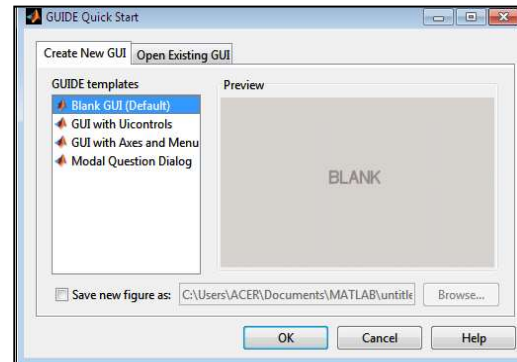 GUIDE Quick Start
Create New GUI Open Existing GUI
GUIDE templates
Preview
Blank GUI (Default)
GUI with Uicontrols
GUI with Axes and Menu
Modal Question Dialog
BLANK
Save new figure as: C:\Users\ACER\Documents\MATLAB\untitle Browse...
OK Cancel Help